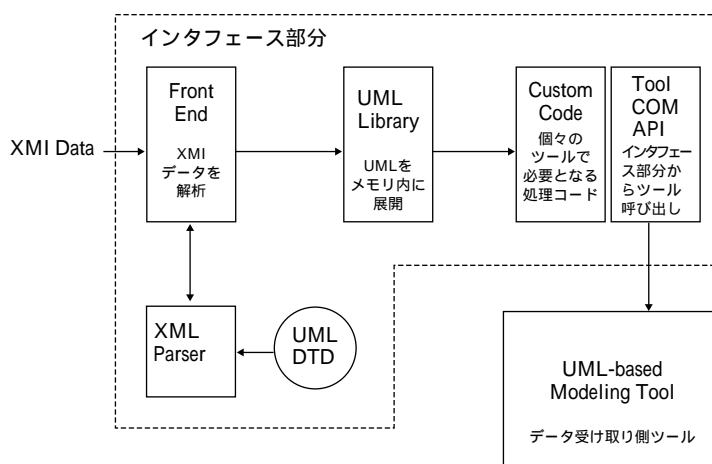 インタフェース部分
XMI Data
Front
End
XMI
データを
解析
UML
Library
UMLを
メモリ内に
展開
Custom
Code
個々の
ツールで
必要となる
処理コード
Tool
COM
API
インタフェー
ス部分か
らツール
呼び出し
XML
Parser
UML
DTD
UML-based
Modeling Tool
データ受け取り側ツール